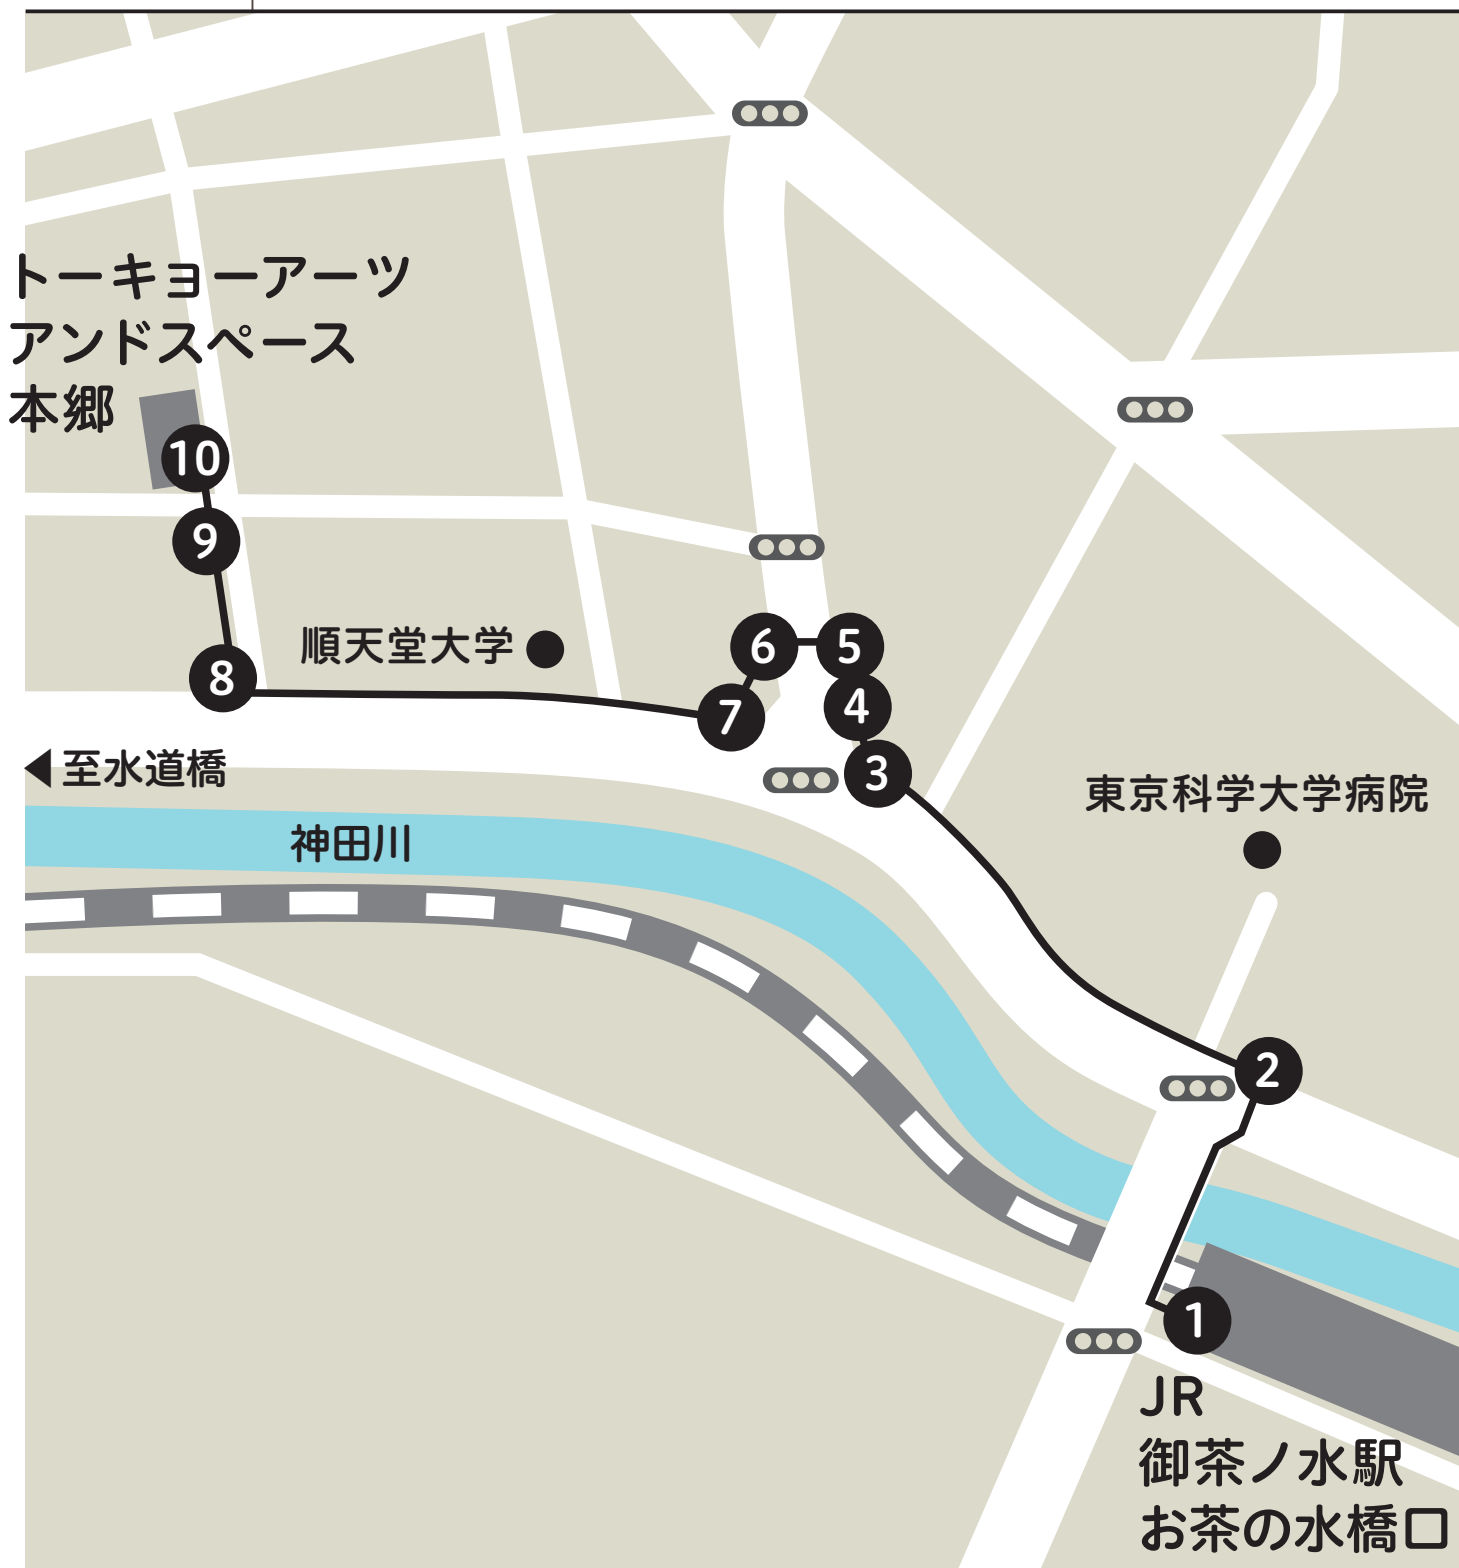 トーキョーアーツ
アンドスペース
本郷
10
9
8
順天堂大学
6
5
7
4
3
至水道橋
東京科学大学病院
神田川
2
1
JR
御茶ノ水駅
お茶の水橋口